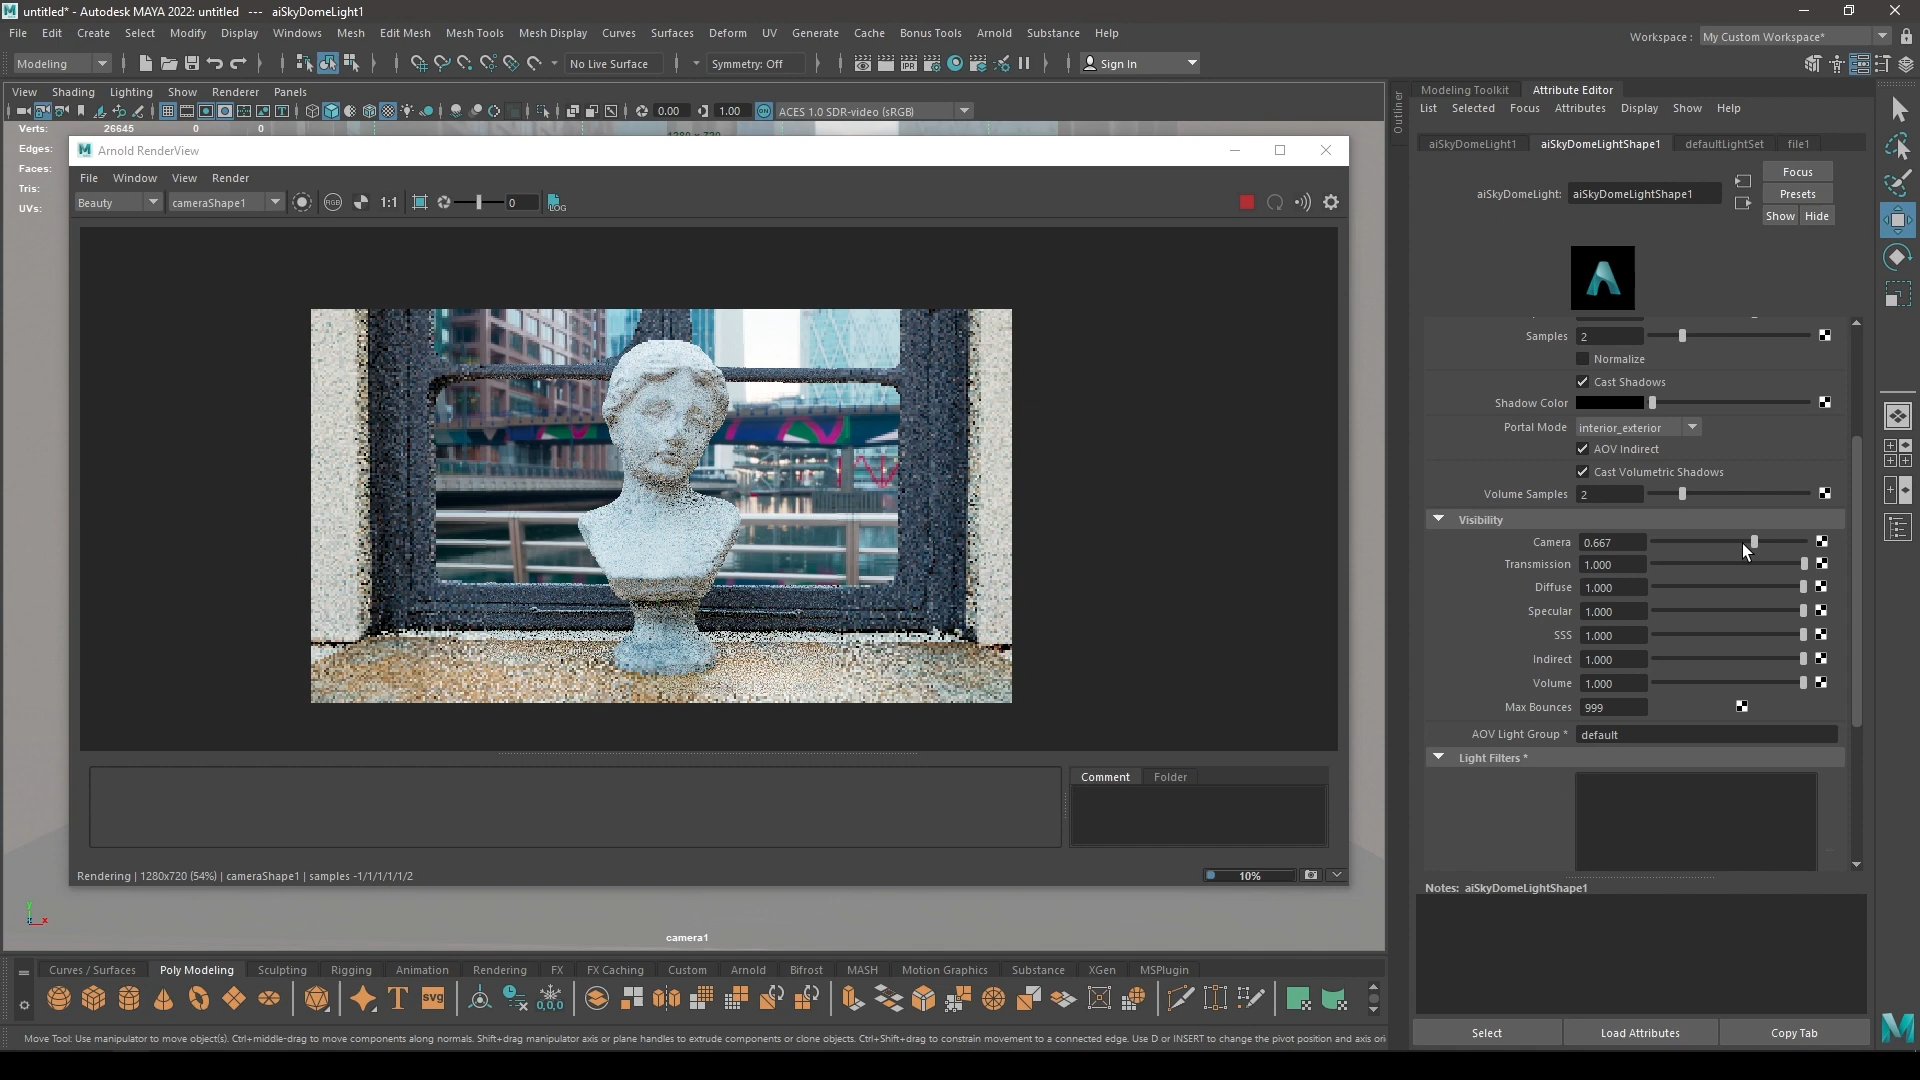 untitled* - Autodesk MAYA 2022: untitled --- aiSkyDomeLight1
File Edit Create Select Modify Display Windows Mesh Edit Mesh Mesh Tools Mesh Display Curves Surfaces Deform UV Generate Cache Bonus Tools Arnold Substance Help
Workspace : My Custom Workspace*
Modeling No Live Surface Symmetry: Off Sign In
View Shading Lighting Show Renderer Panels
0.00 1.00 ON ACES 1.0 SDR-video (sRGB)
Verts: 26645 0 0
Edges:
Faces:
Tris:
UVs:
1280 x 720
Arnold RenderView
File Window View Render
Beauty cameraShape1 RGB 1:1 0 LOG
Rendering | 1280x720 (54%) | cameraShape1 | samples -1/1/1/1/1/2
Comment Folder
10%
camera1
y
x
Outliner
Modeling Toolkit Attribute Editor
List Selected Focus Attributes Display Show Help
aiSkyDomeLight1 aiSkyDomeLightShape1 defaultLightSet file1
aiSkyDomeLight: aiSkyDomeLightShape1
Focus
Presets
Show Hide
Samples 2
Normalize
Cast Shadows
Shadow Color
Portal Mode interior_exterior
AOV Indirect
Cast Volumetric Shadows
Volume Samples 2
Visibility
Camera 0.667
Transmission 1.000
Diffuse 1.000
Specular 1.000
SSS 1.000
Indirect 1.000
Volume 1.000
Max Bounces 999
AOV Light Group * default
Light Filters *
Notes: aiSkyDomeLightShape1
Select Load Attributes Copy Tab
Curves / Surfaces Poly Modeling Sculpting Rigging Animation Rendering FX FX Caching Custom Arnold Bifrost MASH Motion Graphics Substance XGen MSPlugin
T svg 0,0,0
Move Tool: Use manipulator to move object(s). Ctrl+middle-drag to move components along normals. Shift+drag manipulator axis or plane handles to extrude components or clone objects. Ctrl+Shift+drag to constrain movement to a connected edge. Use D or INSERT to change the pivot position and axis ori